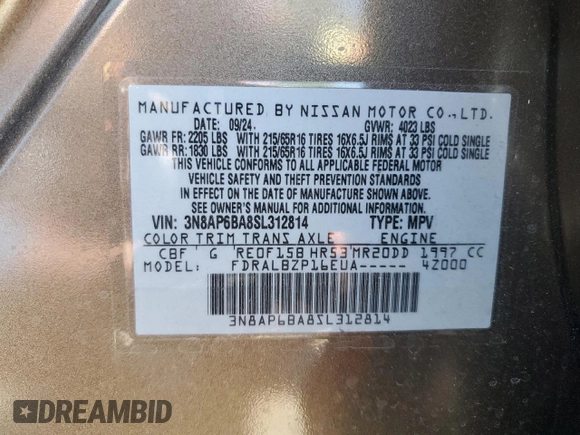 MANUFACTURED BY NISSAN MOTOR CO.,LTD.
DATE: 09/24. GVWR: 4023 LBS
GAWR FR: 2205 LBS WITH 215/65R16 TIRES 16X6.5J RIMS AT 33 PSI COLD SINGLE
GAWR RR: 1830 LBS WITH 215/65R16 TIRES 16X6.5J RIMS AT 33 PSI COLD SINGLE
THIS VEHICLE CONFORMS TO ALL APPLICABLE FEDERAL MOTOR
VEHICLE SAFETY AND THEFT PREVENTION STANDARDS
IN EFFECT ON THE DATE OF MANUFACTURE SHOWN ABOVE.
SEE OWNER'S MANUAL FOR ADDITIONAL INFORMATION.
VIN: 3N8AP6BA8SL312814 TYPE: MPV
COLOR TRIM TRANS AXLE ENGINE
CBF G RE0F15B HR53 MR20DD 1997 CC
MODEL: FDRALBZP16EUA----- 4Z000
3N8AP6BA8SL312814
DREAMBID